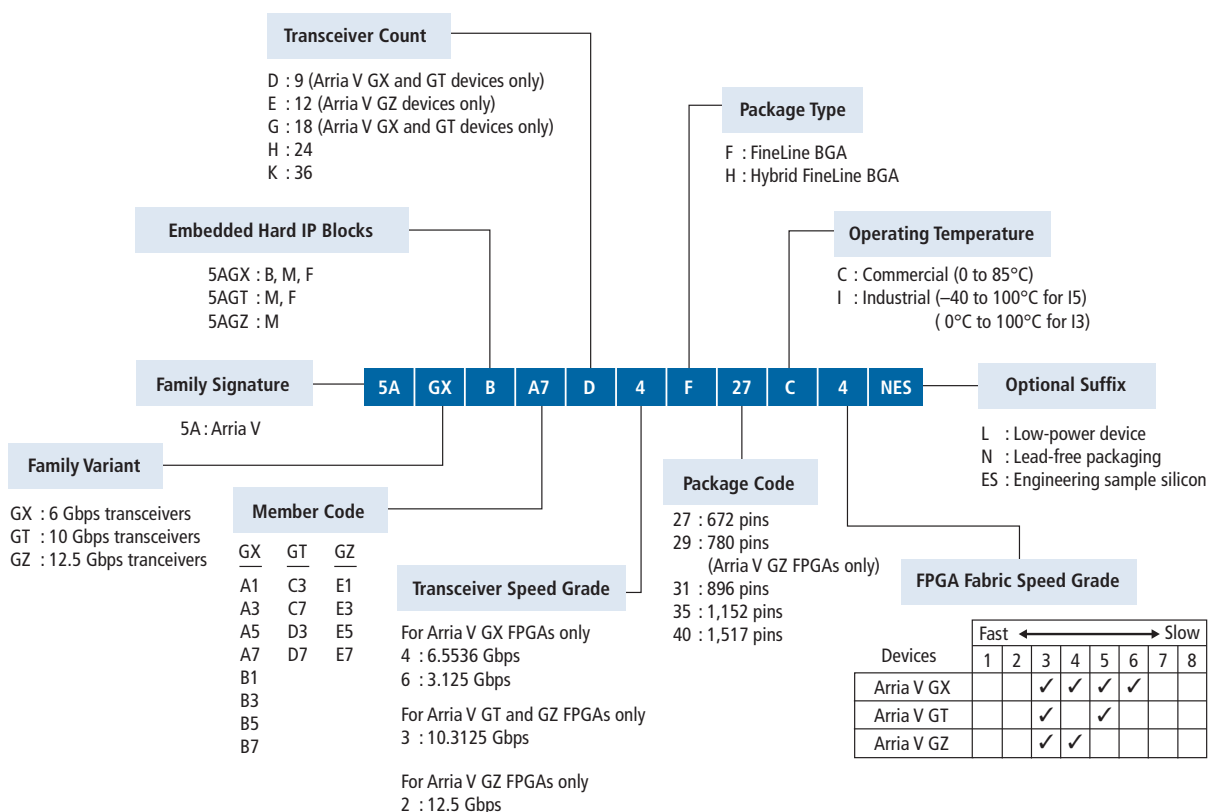 Transceiver Count
D : 9 (Arria V GX and GT devices only)
E : 12 (Arria V GZ devices only)
G : 18 (Arria V GX and GT devices only)
H : 24
K : 36
Package Type
F : FineLine BGA
H : Hybrid FineLine BGA
Embedded Hard IP Blocks
5AGX : B, M, F
5AGT : M, F
5AGZ : M
Operating Temperature
C : Commercial (0 to 85°C)
I : Industrial (–40 to 100°C for I5)
( 0°C to 100°C for I3)
Family Signature
5A : Arria V
5A GX B A7 D 4 F 27 C 4 NES
Optional Suffix
L : Low-power device
N : Lead-free packaging
ES : Engineering sample silicon
Family Variant
GX : 6 Gbps transceivers
GT : 10 Gbps transceivers
GZ : 12.5 Gbps tranceivers
Member Code
GX GT GZ
A1 C3 E1
A3 C7 E3
A5 D3 E5
A7 D7 E7
B1
B3
B5
B7
Transceiver Speed Grade
For Arria V GX FPGAs only
4 : 6.5536 Gbps
6 : 3.125 Gbps
For Arria V GT and GZ FPGAs only
3 : 10.3125 Gbps
For Arria V GZ FPGAs only
2 : 12.5 Gbps
Package Code
27 : 672 pins
29 : 780 pins
(Arria V GZ FPGAs only)
31 : 896 pins
35 : 1,152 pins
40 : 1,517 pins
FPGA Fabric Speed Grade
Fast Slow
Devices 1 2 3 4 5 6 7 8
Arria V GX ✓ ✓ ✓ ✓
Arria V GT ✓ ✓
Arria V GZ ✓ ✓